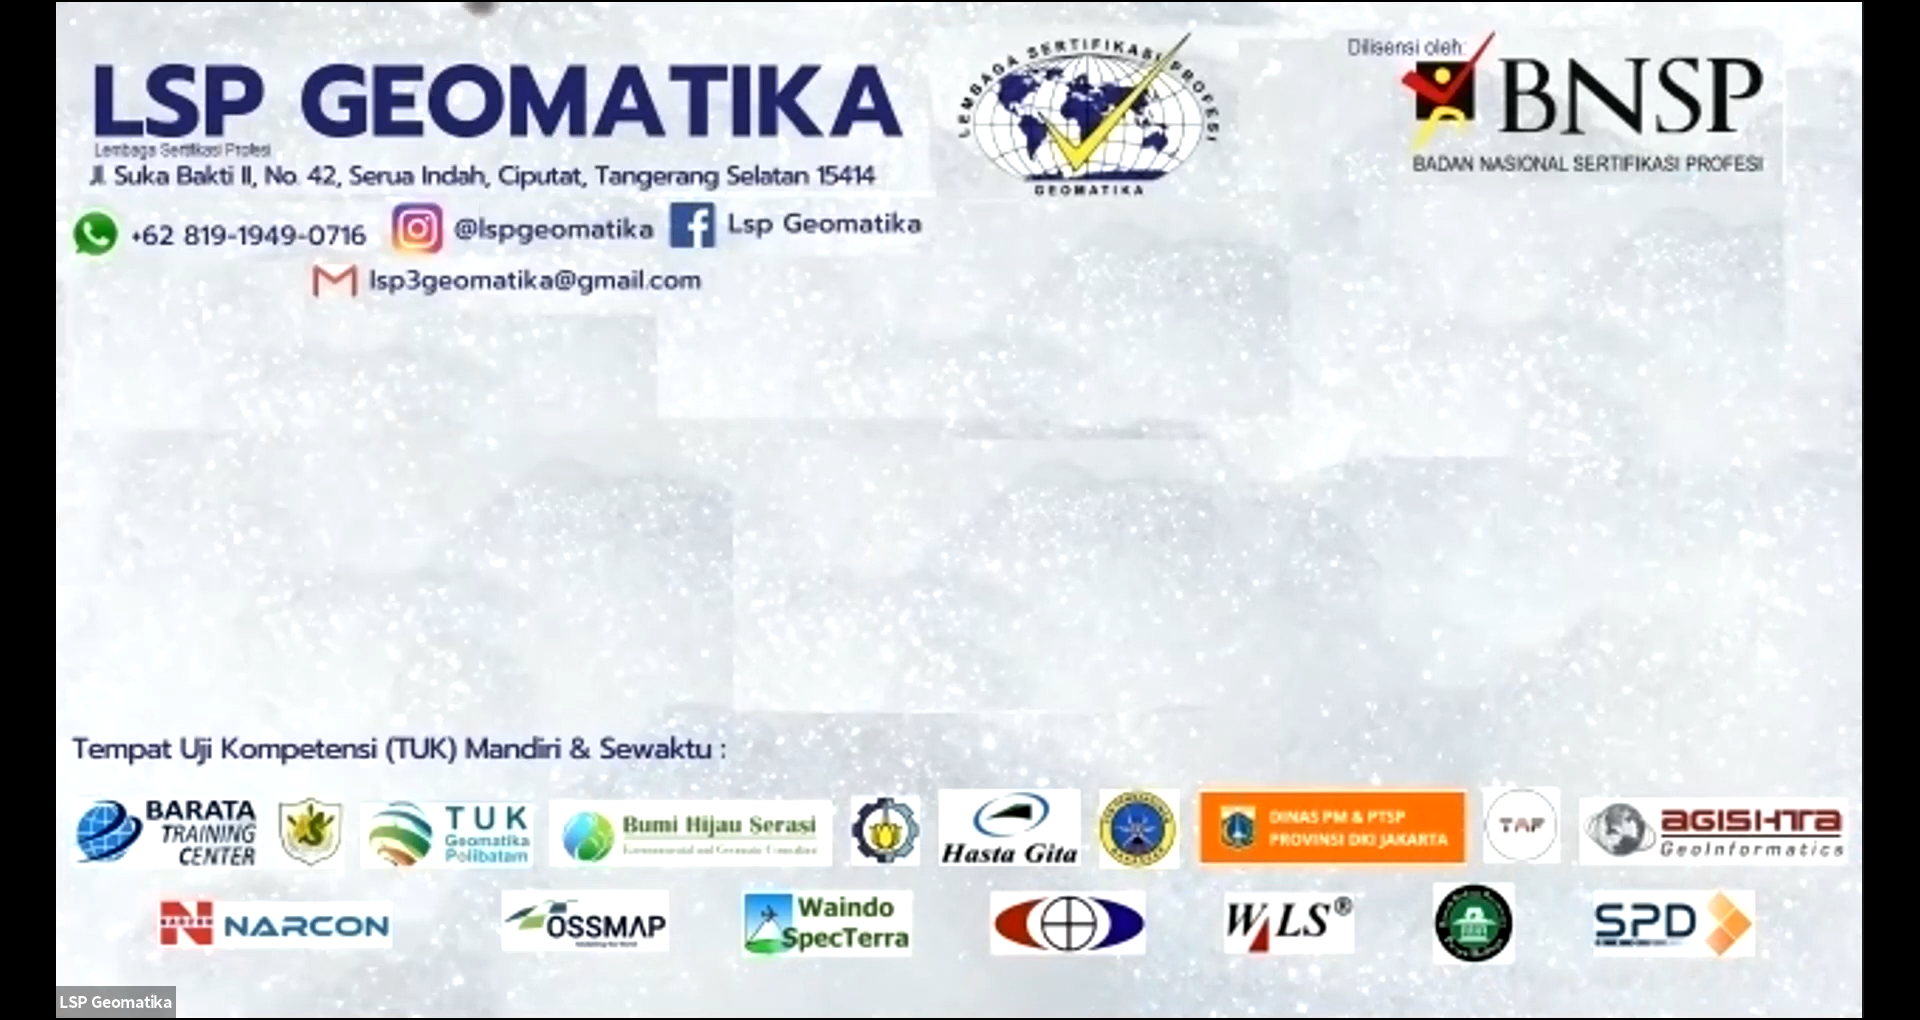 LSP GEOMATIKA
Lembaga Sertifikasi Profesi
Jl. Suka Bakti II, No. 42, Serua Indah, Ciputat, Tangerang Selatan 15414
+62 819-1949-0716
@lspgeomatika
Lsp Geomatika
lsp3geomatika@gmail.com
LEMBAGA SERTIFIKASI PROFESI
GEOMATIKA
Dilisensi oleh:
BNSP
BADAN NASIONAL SERTIFIKASI PROFESI
Tempat Uji Kompetensi (TUK) Mandiri & Sewaktu :
BARATA
TRAINING
CENTER
TUK
Geomatika
Polibatam
Bumi Hijau Serasi
Hasta Gita
DINAS PM & PTSP
PROVINSI DKI JAKARTA
TAF
AGISHTA
GeoInformatics
NARCON
OSSMAP
Waindo
SpecTerra
WLS®
SPD
LSP Geomatika